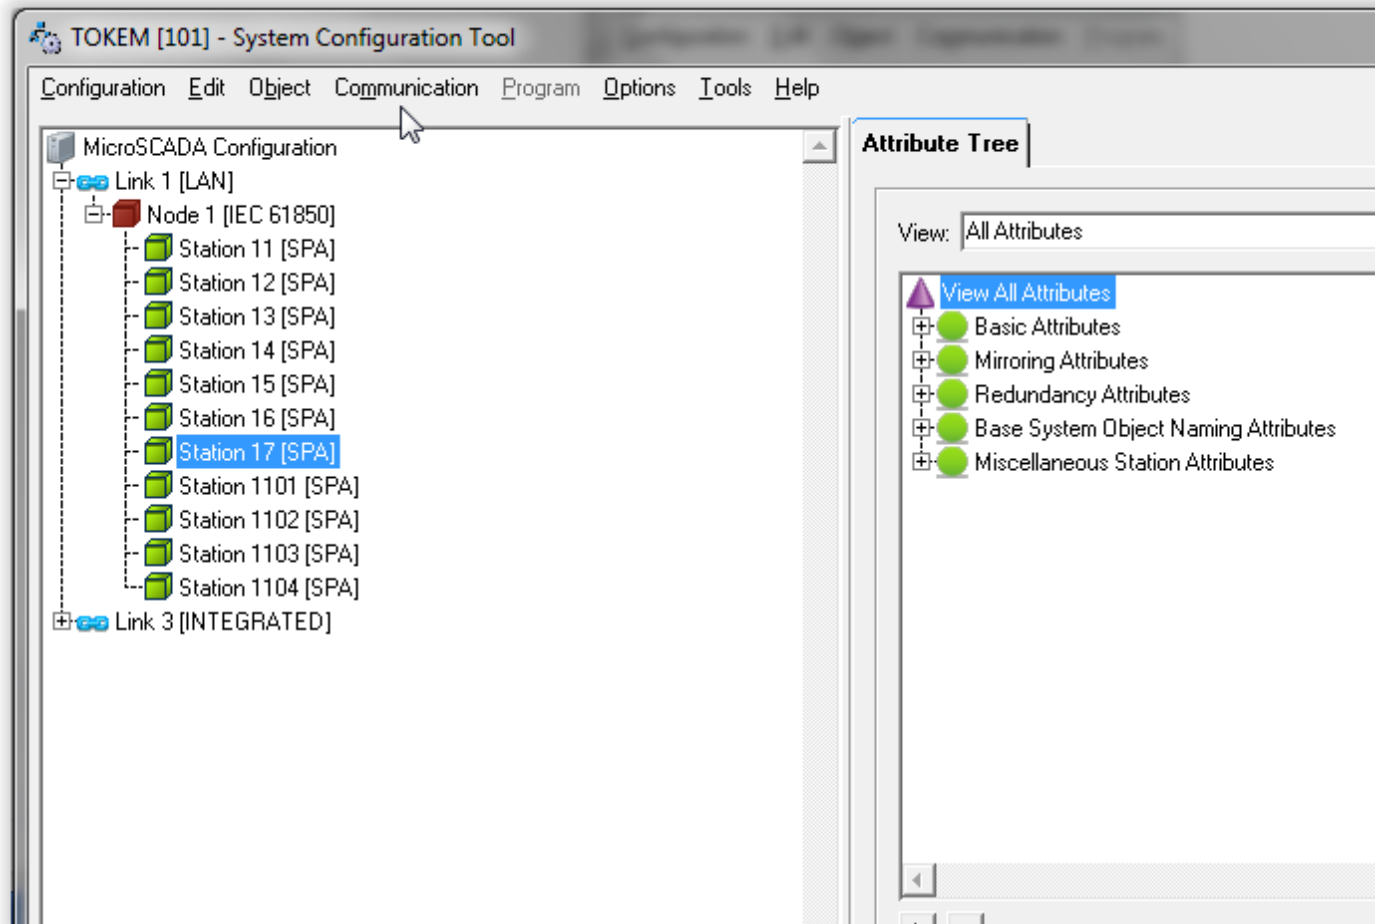 TOKEM [101] - System Configuration Tool
Configuration Edit Object Communication Program Options Tools Help
MicroSCADA Configuration
Link 1 [LAN]
Node 1 [IEC 61850]
Station 11 [SPA]
Station 12 [SPA]
Station 13 [SPA]
Station 14 [SPA]
Station 15 [SPA]
Station 16 [SPA]
Station 17 [SPA]
Station 1101 [SPA]
Station 1102 [SPA]
Station 1103 [SPA]
Station 1104 [SPA]
Link 3 [INTEGRATED]
Attribute Tree
View: All Attributes
View All Attributes
Basic Attributes
Mirroring Attributes
Redundancy Attributes
Base System Object Naming Attributes
Miscellaneous Station Attributes